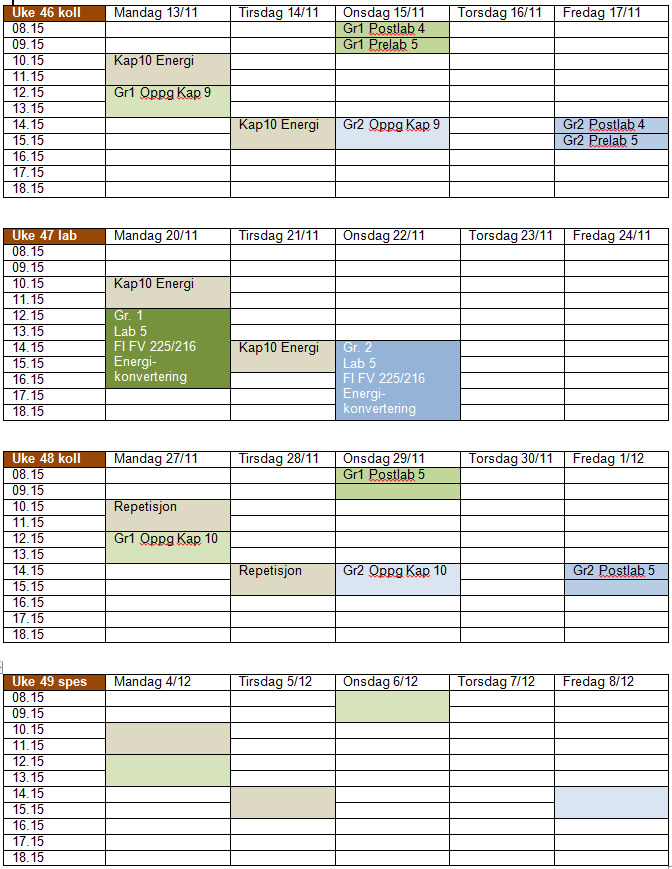 Uke 46 koll Mandag 13/11 Tirsdag 14/11 Onsdag 15/11 Torsdag 16/11 Fredag 17/11
08.15 Gr1 Postlab 4
09.15 Gr1 Prelab 5
10.15 Kap10 Energi
11.15
12.15 Gr1 Oppg Kap 9
13.15
14.15 Kap10 Energi Gr2 Oppg Kap 9 Gr2 Postlab 4
15.15 Gr2 Prelab 5
16.15
17.15
18.15
Uke 47 lab Mandag 20/11 Tirsdag 21/11 Onsdag 22/11 Torsdag 23/11 Fredag 24/11
08.15
09.15
10.15 Kap10 Energi
11.15
12.15 Gr. 1
13.15 Lab 5
14.15 FI FV 225/216 Kap10 Energi Gr. 2
15.15 Energi- Lab 5
16.15 konvertering FI FV 225/216
17.15 Energi-
18.15 konvertering
Uke 48 koll Mandag 27/11 Tirsdag 28/11 Onsdag 29/11 Torsdag 30/11 Fredag 1/12
08.15 Gr1 Postlab 5
09.15
10.15 Repetisjon
11.15
12.15 Gr1 Oppg Kap 10
13.15
14.15 Repetisjon Gr2 Oppg Kap 10 Gr2 Postlab 5
15.15
16.15
17.15
18.15
Uke 49 spes Mandag 4/12 Tirsdag 5/12 Onsdag 6/12 Torsdag 7/12 Fredag 8/12
08.15
09.15
10.15
11.15
12.15
13.15
14.15
15.15
16.15
17.15
18.15